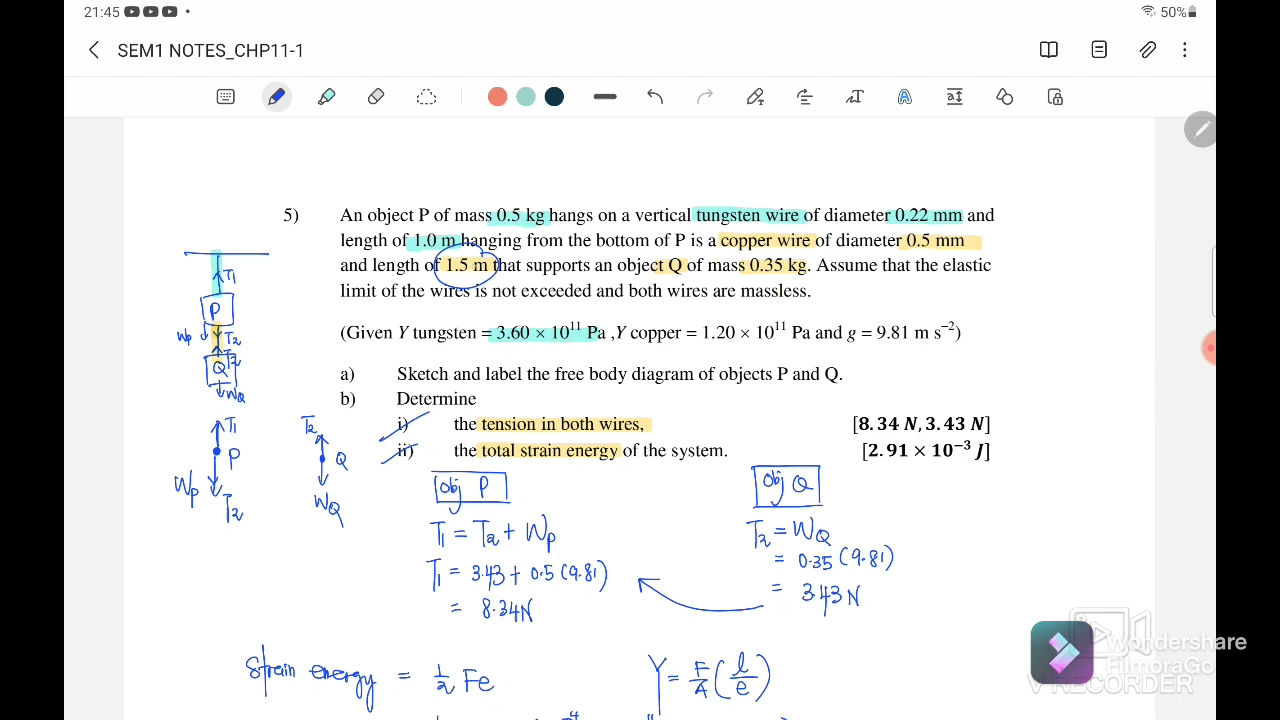 21:45
50%
SEM1 NOTES_CHP11-1
5) An object P of mass 0.5 kg hangs on a vertical tungsten wire of diameter 0.22 mm and
length of 1.0 m hanging from the bottom of P is a copper wire of diameter 0.5 mm
and length of 1.5 m that supports an object Q of mass 0.35 kg. Assume that the elastic
limit of the wires is not exceeded and both wires are massless.
(Given Y tungsten = 3.60 × 10¹¹ Pa ,Y copper = 1.20 × 10¹¹ Pa and g = 9.81 m s⁻²)
a) Sketch and label the free body diagram of objects P and Q.
b) Determine
i) the tension in both wires, [8.34 N, 3.43 N]
ii) the total strain energy of the system. [2.91 × 10⁻³ J]
T₁
P
Wp
T₂
T₂
Q
WQ
T₁
P
Wp
T₂
T₂
Q
WQ
Obj P
T₁ = T₂ + Wp
T₁ = 3.43 + 0.5 (9.81)
= 8.34N
Obj Q
T₂ = WQ
= 0.35 (9.81)
= 3.43 N
Strain energy = ½ Fe
Y = F/A (l/e)
Wondershare
FilmoraGo
V RECORDER